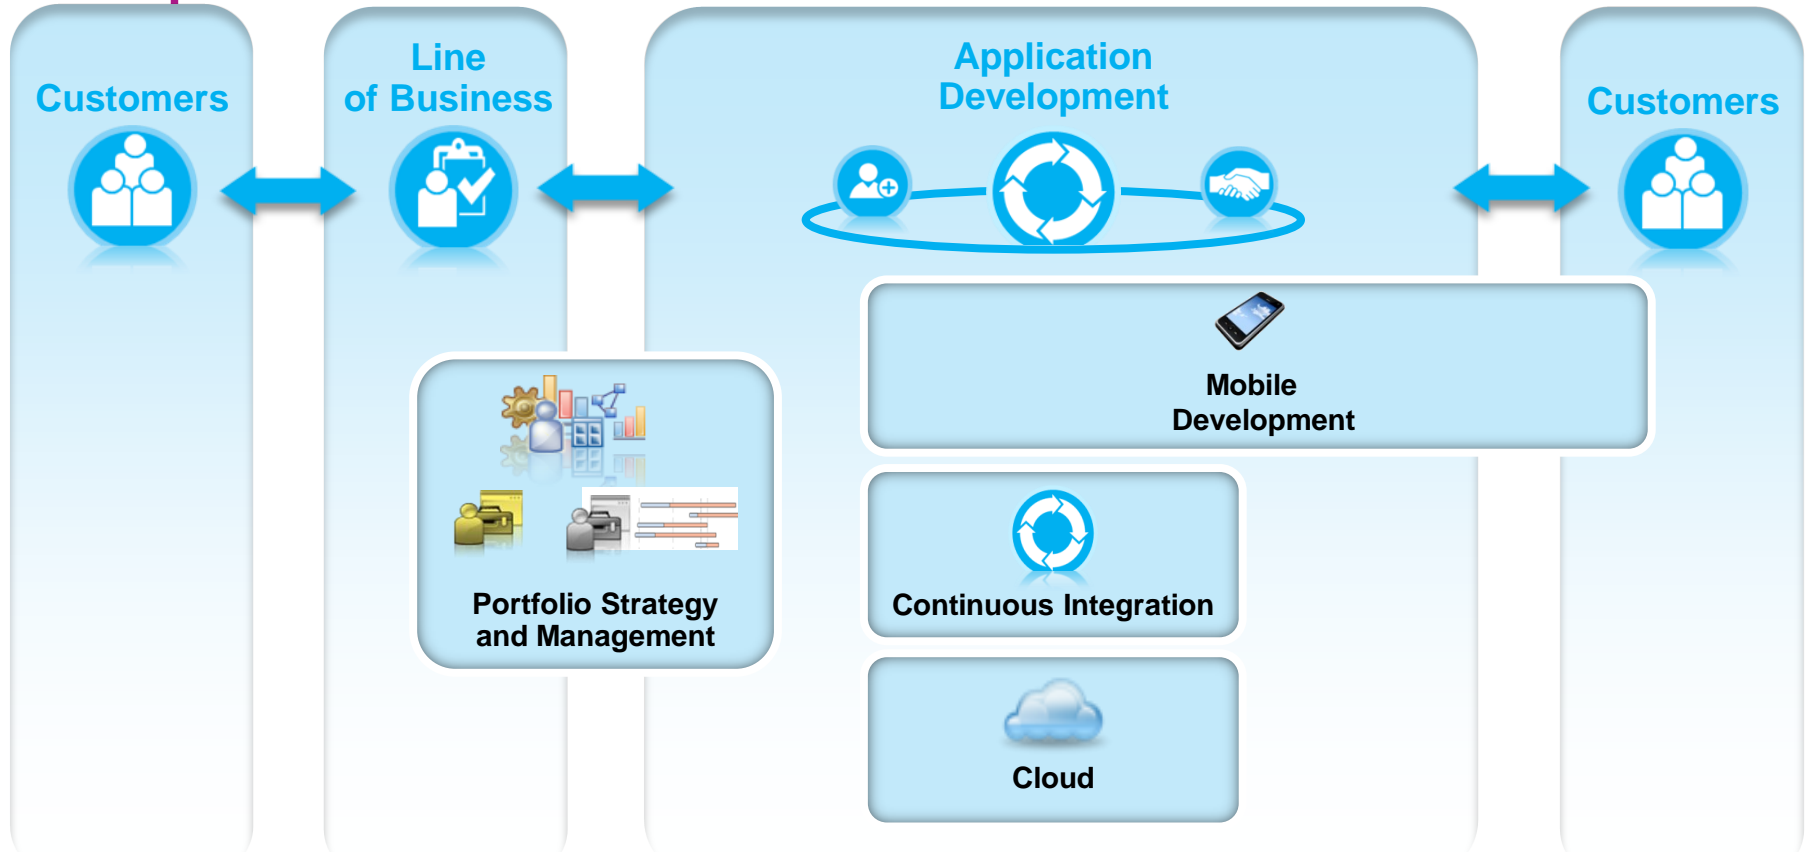 Customers
Line
of Business
Application
Development
Customers
Mobile
Development
Portfolio Strategy
and Management
Continuous Integration
Cloud